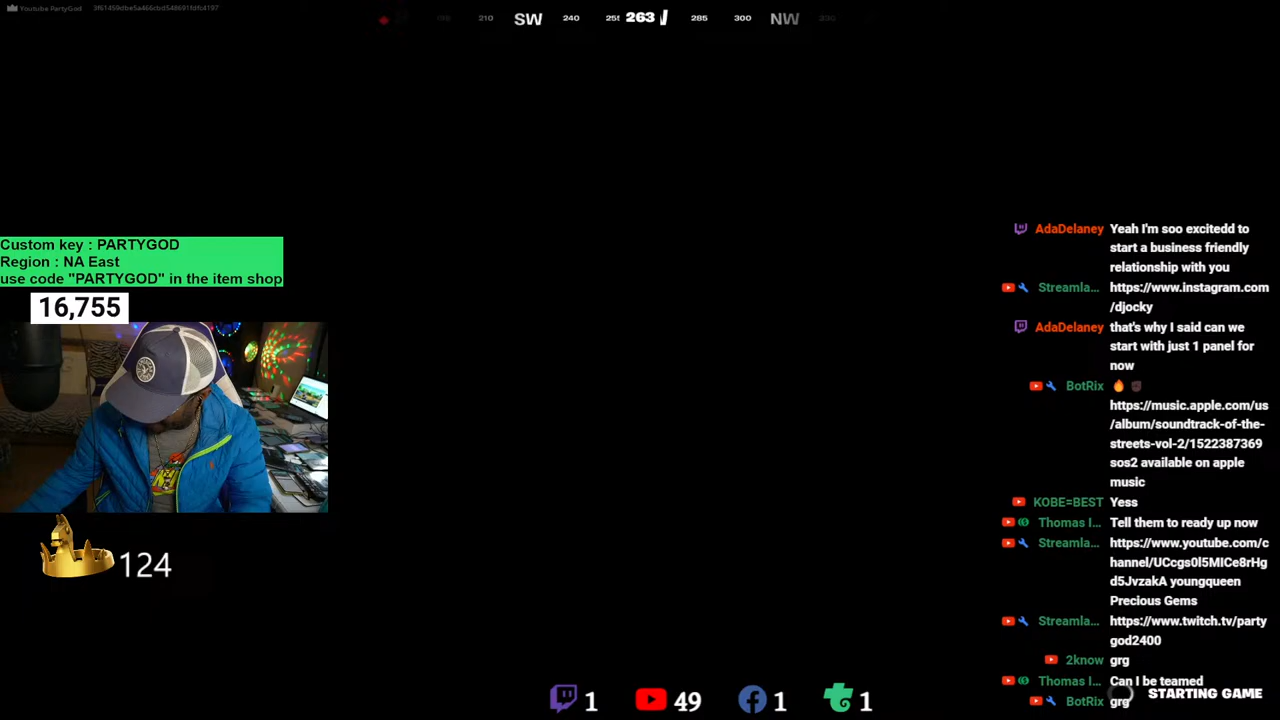 Youtube PartyGod 3f61459dbe5a466cbd548691fdfc4197
210 SW 240 255 263 285 300 NW 330
Custom key : PARTYGOD
Region : NA East
use code "PARTYGOD" in the item shop
16,755
124
AdaDelaney Yeah I'm soo excitedd to
start a business friendly
relationship with you
Streamla... https://www.instagram.com
/djocky
AdaDelaney that's why I said can we
start with just 1 panel for
now
BotRix 🔥 ✊🏿
https://music.apple.com/us
/album/soundtrack-of-the-
streets-vol-2/1522387369
sos2 available on apple
music
KOBE=BEST Yess
Thomas I... Tell them to ready up now
Streamla... https://www.youtube.com/c
hannel/UCcgs0l5MICe8rHg
d5JvzakA youngqueen
Precious Gems
Streamla... https://www.twitch.tv/party
god2400
2know grg
Thomas I... Can I be teamed
BotRix grg
STARTING GAME
1 49 1 1